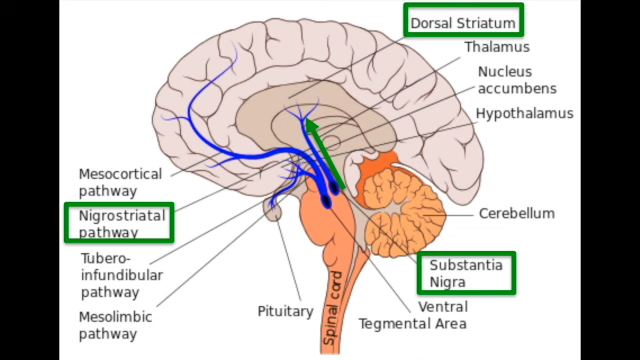 Dorsal Striatum
Thalamus
Nucleus
accumbens
Hypothalamus
Mesocortical
pathway
Nigrostriatal
pathway
Tubero-
infundibular
pathway
Mesolimbic
pathway
Pituitary
Spinal cord
Cerebellum
Substantia
Nigra
Ventral
Tegmental Area